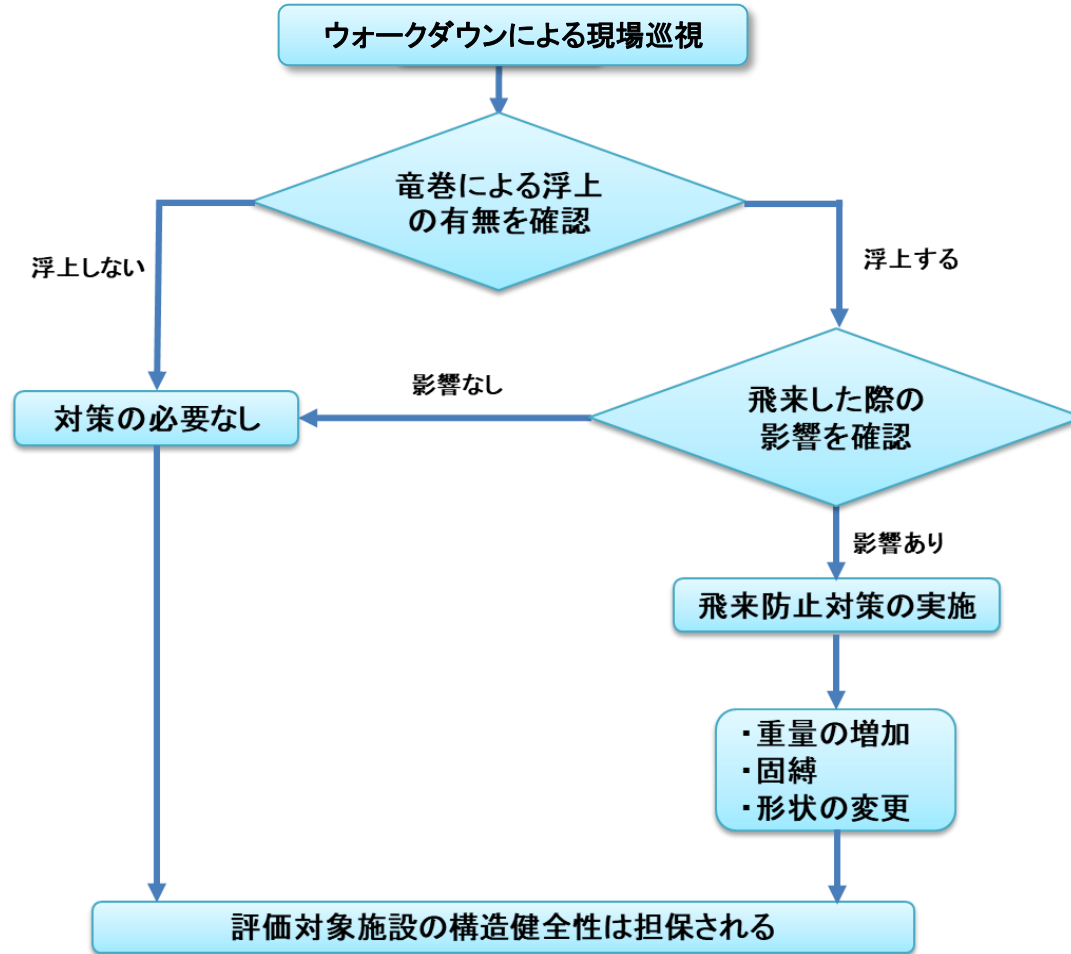 ウォークダウンによる現場巡視
竜巻による浮上
の有無を確認
浮上しない
浮上する
影響なし
対策の必要なし
飛来した際の
影響を確認
影響あり
飛来防止対策の実施
・重量の増加
・固縛
・形状の変更
評価対象施設の構造健全性は担保される